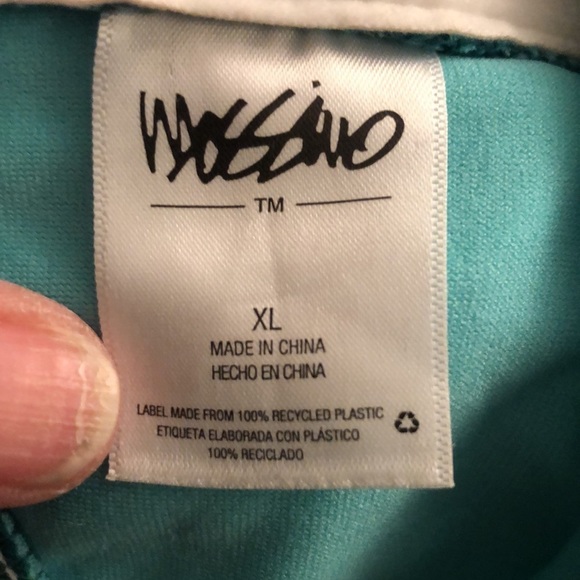 Mossimo
TM
XL
MADE IN CHINA
HECHO EN CHINA
LABEL MADE FROM 100% RECYCLED PLASTIC
ETIQUETA ELABORADA CON PLÁSTICO
100% RECICLADO